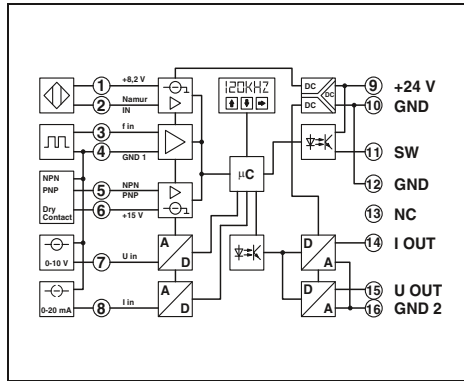 1 +8,2 V
2 Namur
IN
3 f in
4 GND 1
NPN
PNP
Dry
Contact
5 NPN
PNP
6 +15 V
0-10 V
7 U in
0-20 mA
8 I in
A
D
A
D
120KHZ
µC
DC
DC
DC
D
A
D
A
9 +24 V
10 GND
11 SW
12 GND
13 NC
14 I OUT
15 U OUT
16 GND 2